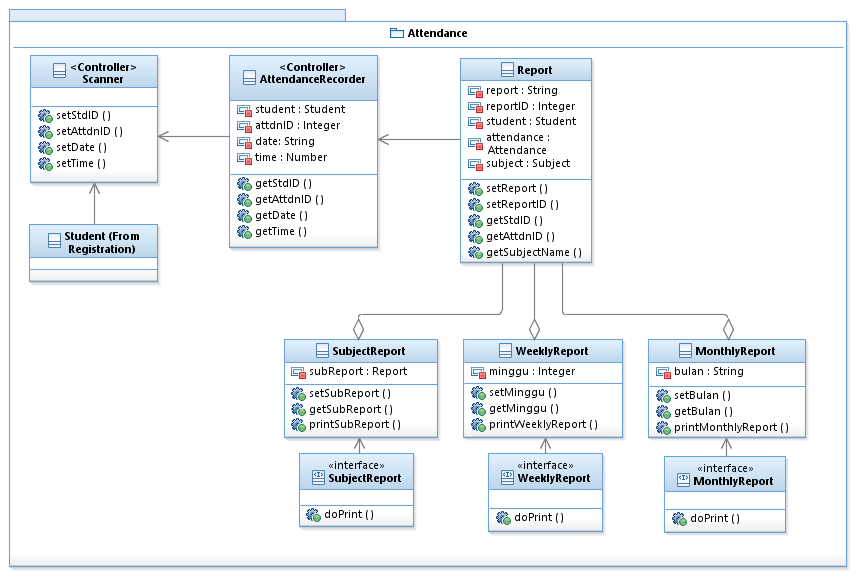 Attendance
<Controller>
Scanner
setStdID ()
setAttdnID ()
setDate ()
setTime ()
Student (From
Registration)
<Controller>
AttendanceRecorder
student : Student
attdnID : Integer
date: String
time : Number
getStdID ()
getAttdnID ()
getDate ()
getTime ()
Report
report : String
reportID : Integer
student : Student
attendance :
Attendance
subject : Subject
setReport ()
setReportID ()
getStdID ()
getAttdnID ()
getSubjectName ()
SubjectReport
subReport : Report
setSubReport ()
getSubReport ()
printSubReport ()
WeeklyReport
minggu : Integer
setMinggu ()
getMinggu ()
printWeeklyReport ()
MonthlyReport
bulan : String
setBulan ()
getBulan ()
printMonthlyReport ()
«interface»
SubjectReport
doPrint ()
«interface»
WeeklyReport
doPrint ()
«interface»
MonthlyReport
doPrint ()